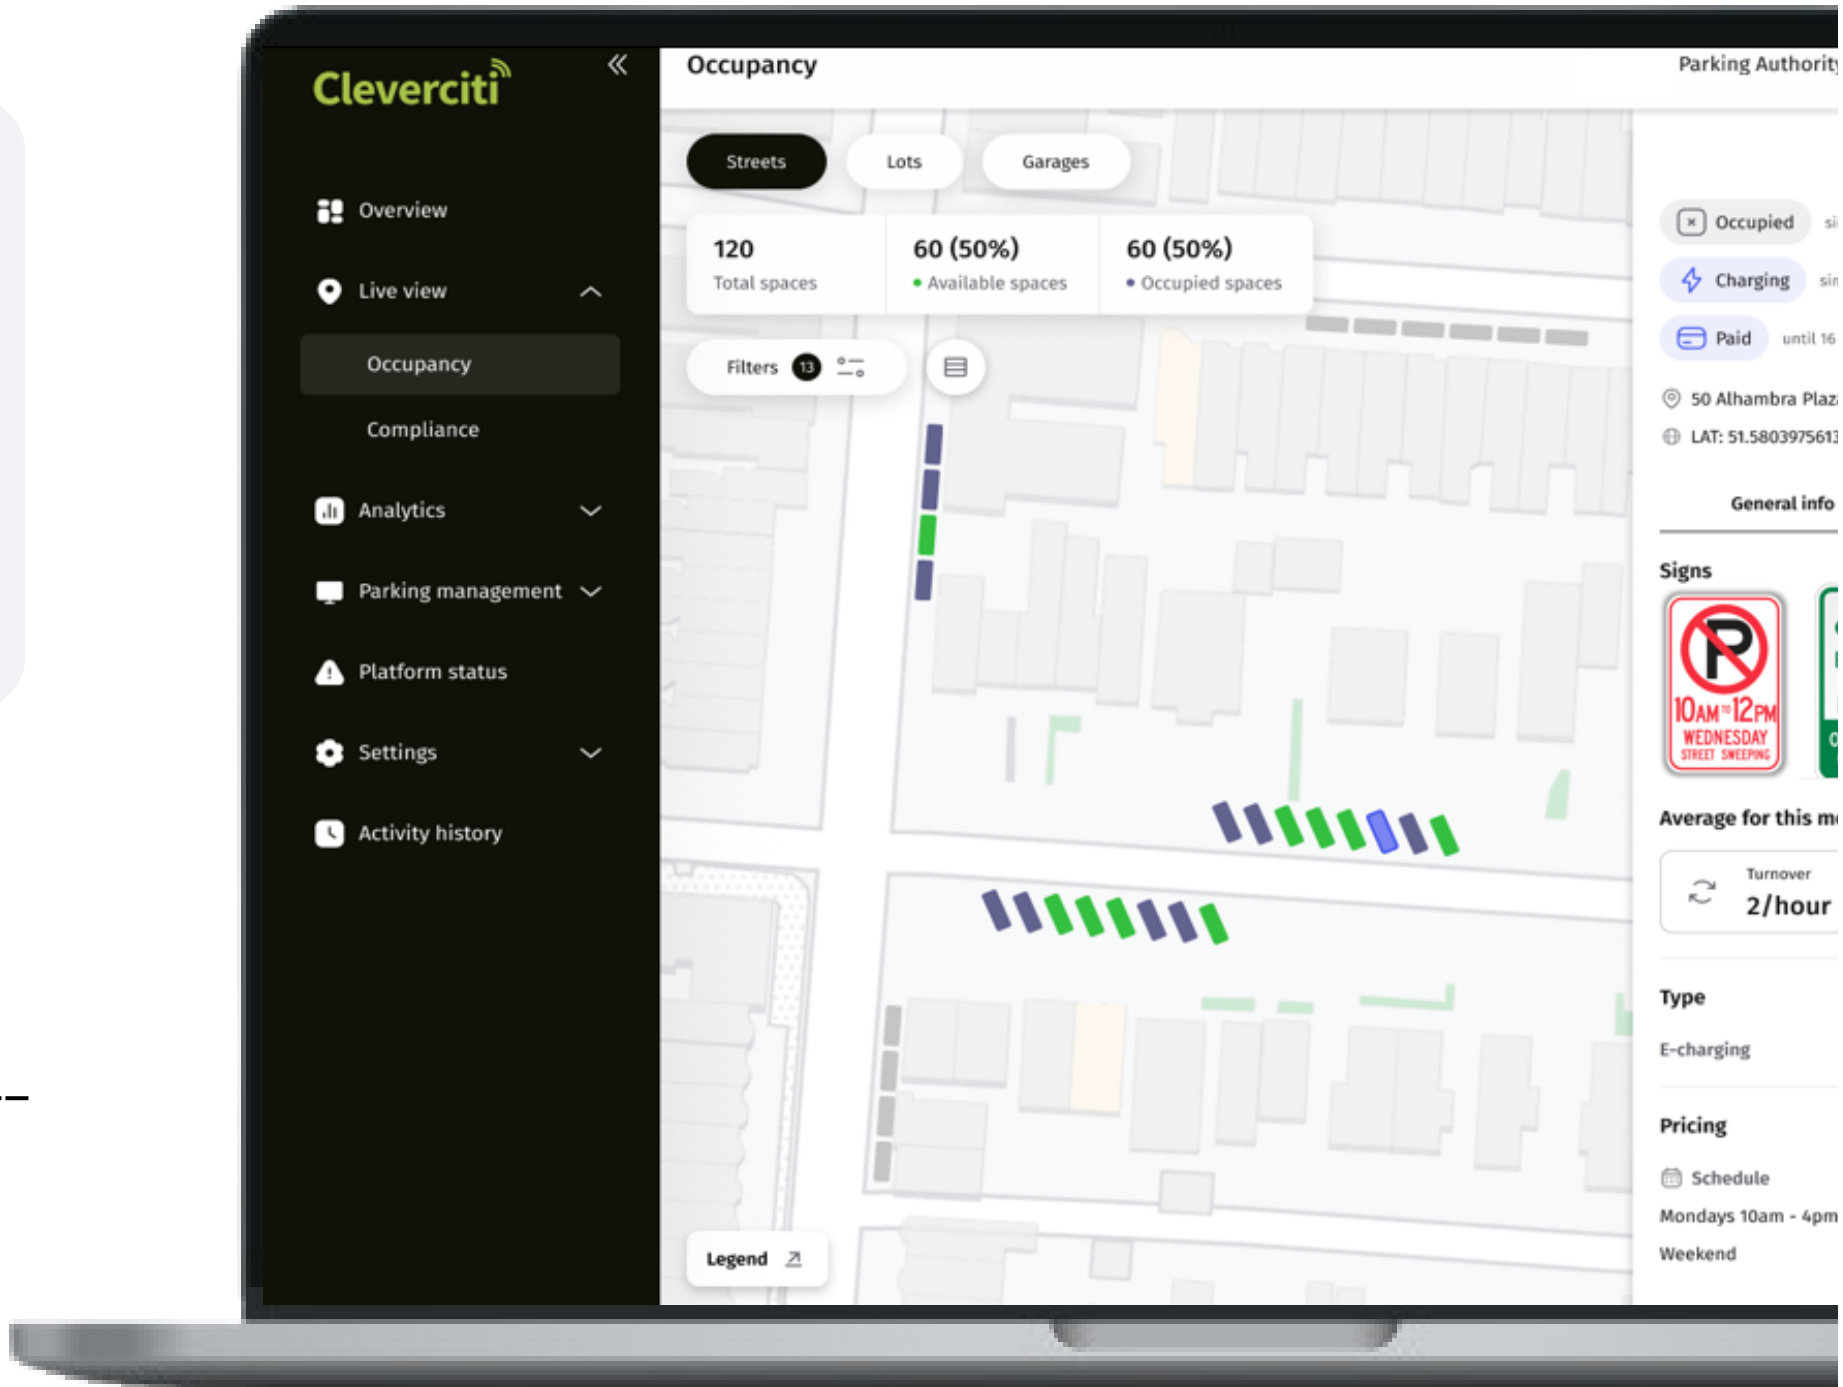 Cleverciti
Overview
Live view
Occupancy
Compliance
Analytics
Parking management
Platform status
Settings
Activity history
Occupancy
Parking Authority
Streets
Lots
Garages
120
Total spaces
60 (50%)
Available spaces
60 (50%)
Occupied spaces
Filters 13
Legend
Occupied
Charging
Paid until 16
50 Alhambra Plaza
LAT: 51.5803975613
General info
Signs
P
10AM TO 12PM
WEDNESDAY
STREET SWEEPING
Average for this
Turnover
2/hour
Type
E-charging
Pricing
Schedule
Mondays 10am - 4pm
Weekend